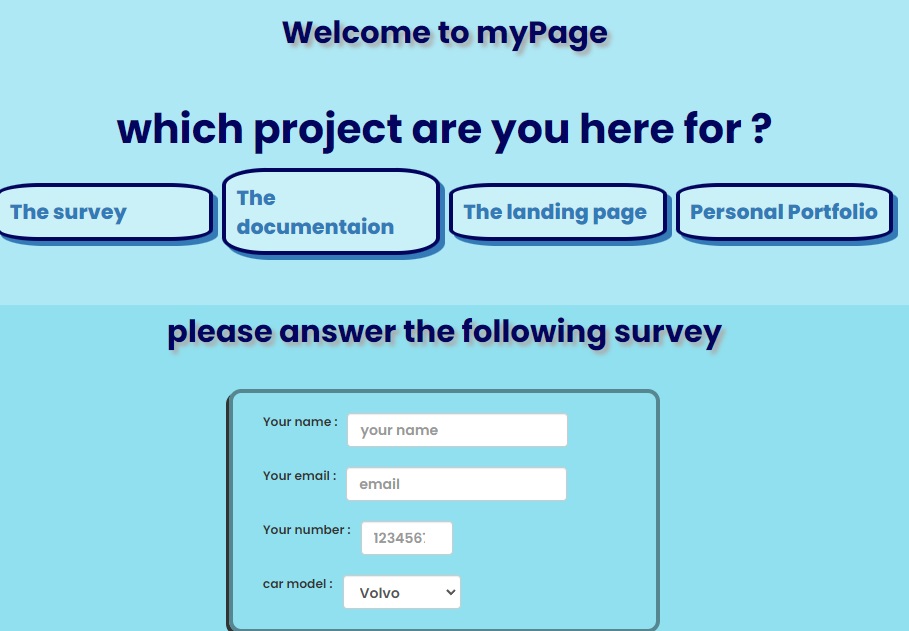 Welcome to myPage
which project are you here for ?
The survey
The
documentaion
The landing page
Personal Portfolio
please answer the following survey
Your name :
your name
Your email :
email
Your number :
123456
car model :
Volvo